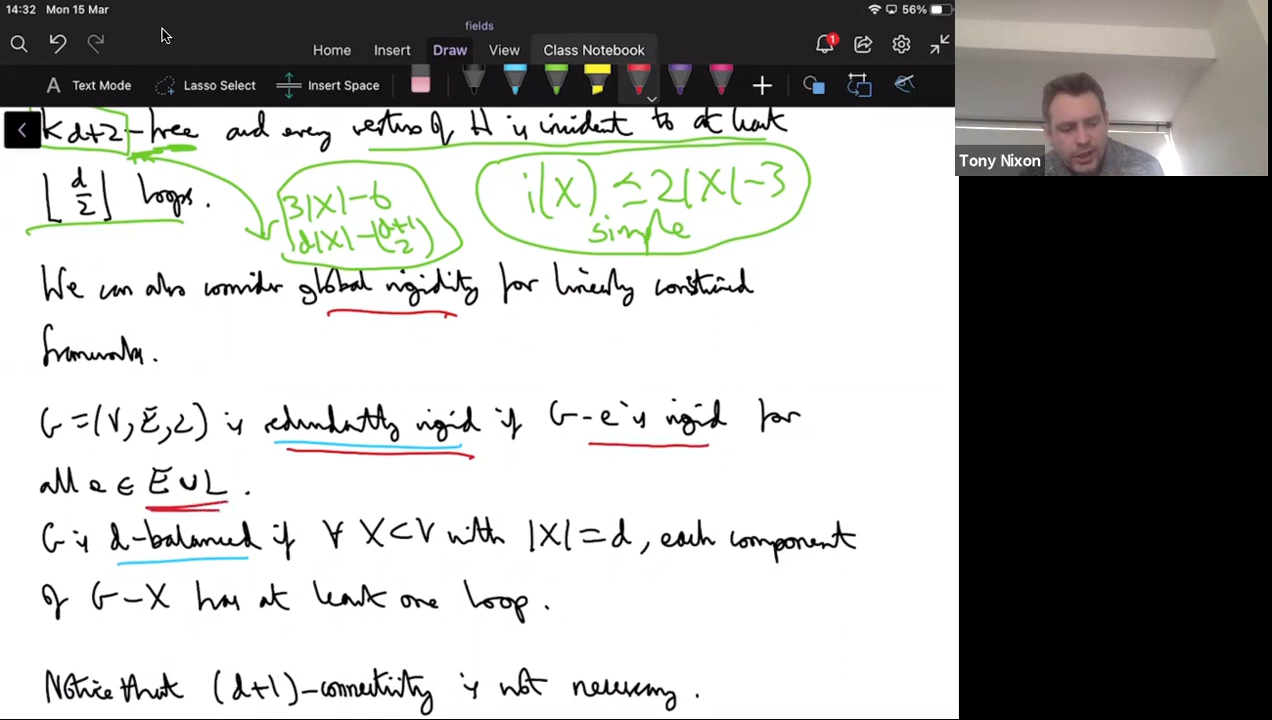 14:32 Mon 15 Mar
56%
fields
Home Insert Draw View Class Notebook
1
Text Mode Lasso Select Insert Space
Tony Nixon
K d+2 -free and every vertex of H is incident to at least
⌊d/2⌋ loops.
3|X|-6
d|X|-(d+1 2)
i(X) ≤ 2|X|-3
simple
We can also consider global rigidity for linearly constrained
frameworks.
G=(V,E,L) is redundantly rigid if G-e is rigid for
all e ∈ E∪L.
G is d-balanced if ∀ X⊂V with |X|=d, each component
of G-X has at least one loop.
Notice that (d+1)-connectivity is not necessary.